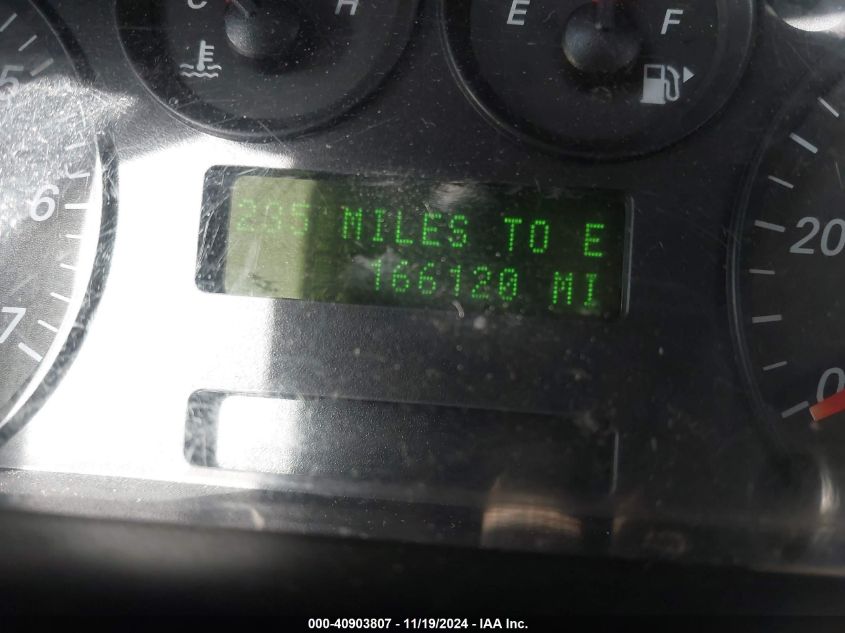 C H
E F
5
6
7
295 MILES TO E
166120 MI
20
0
000-40903807 - 11/19/2024 - IAA Inc.